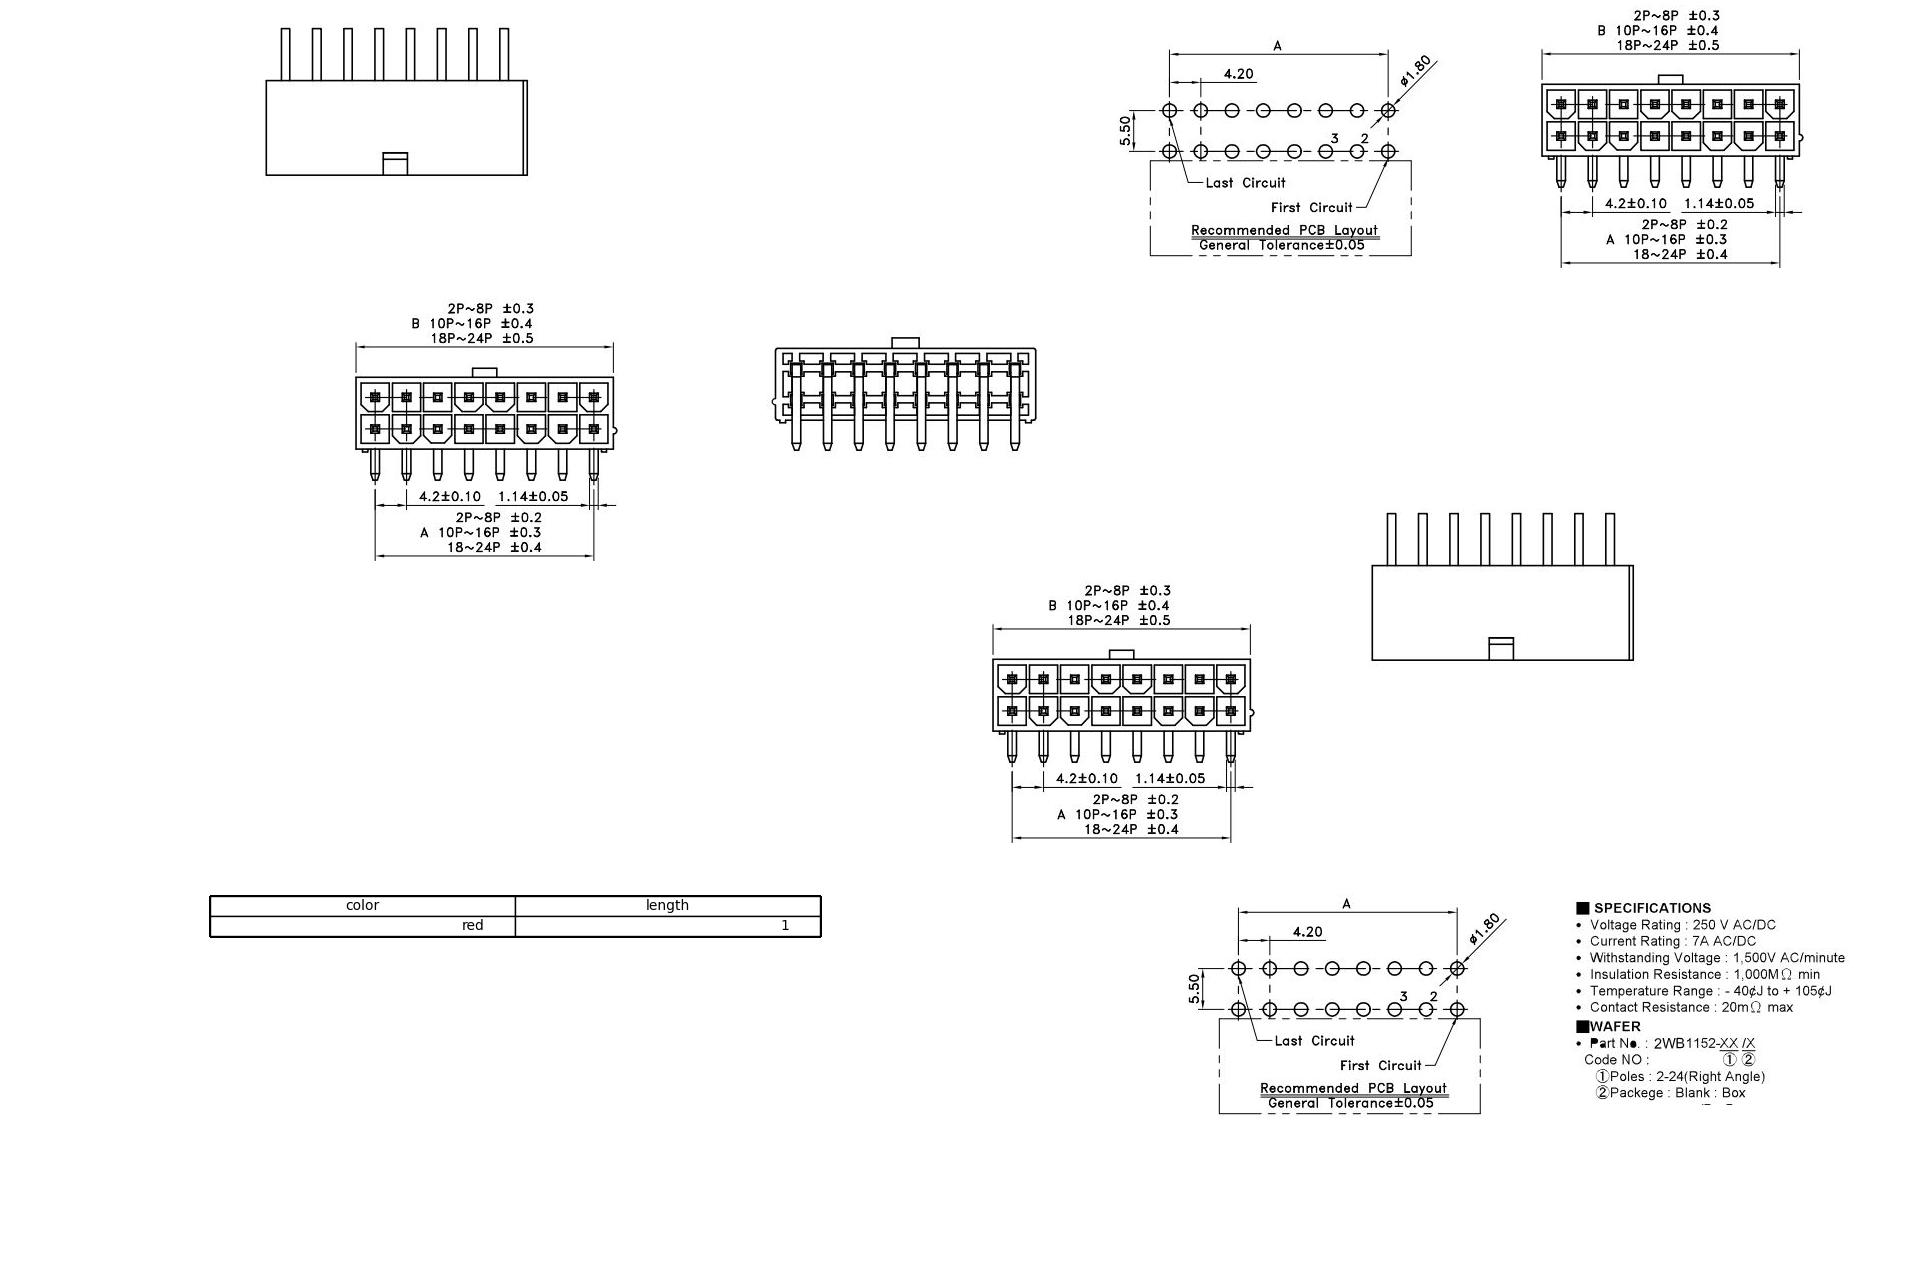 A
4.20
ø1.80
5.50
3 2
Last Circuit
First Circuit
Recommended PCB Layout
General Tolerance±0.05
2P~8P ±0.3
B 10P~16P ±0.4
18P~24P ±0.5
4.2±0.10 1.14±0.05
2P~8P ±0.2
A 10P~16P ±0.3
18~24P ±0.4
2P~8P ±0.3
B 10P~16P ±0.4
18P~24P ±0.5
4.2±0.10 1.14±0.05
2P~8P ±0.2
A 10P~16P ±0.3
18~24P ±0.4
2P~8P ±0.3
B 10P~16P ±0.4
18P~24P ±0.5
4.2±0.10 1.14±0.05
2P~8P ±0.2
A 10P~16P ±0.3
18~24P ±0.4
color length
red 1
A
4.20
ø1.80
5.50
3 2
Last Circuit
First Circuit
Recommended PCB Layout
General Tolerance±0.05
■ SPECIFICATIONS
• Voltage Rating : 250 V AC/DC
• Current Rating : 7A AC/DC
• Withstanding Voltage : 1,500V AC/minute
• Insulation Resistance : 1,000MΩ min
• Temperature Range : - 40¢J to + 105¢J
• Contact Resistance : 20mΩ max
■WAFER
• Part No. : 2WB1152-XX /X
Code NO : ① ②
①Poles : 2-24(Right Angle)
②Packege : Blank : Box